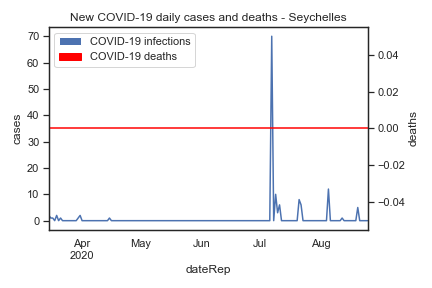 New COVID-19 daily cases and deaths - Seychelles
COVID-19 infections
COVID-19 deaths
70
60
50
40
30
20
10
0
cases
0.04
0.02
0.00
−0.02
−0.04
deaths
Apr
2020
May
Jun
Jul
Aug
dateRep